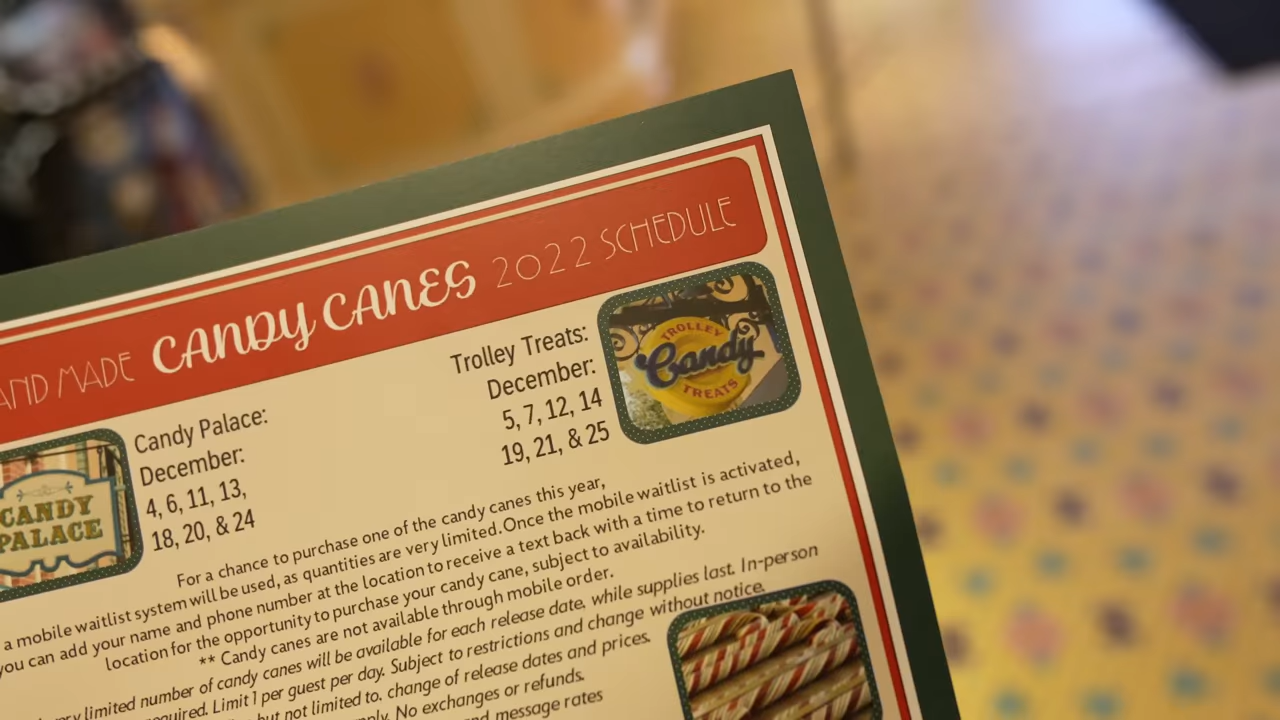 AND MADE CANDY CANES 2022 SCHEDULE
Candy Palace:
December:
4, 6, 11, 13,
18, 20, & 24
CANDY
PALACE
Trolley Treats:
December:
5, 7, 12, 14
19, 21, & 25
TROLLEY
Candy
TREATS
For a chance to purchase one of the candy canes this year,
a mobile waitlist system will be used, as quantities are very limited. Once the mobile waitlist is activated,
you can add your name and phone number at the location to receive a text back with a time to return to the
location for the opportunity to purchase your candy cane, subject to availability.
** Candy canes are not available through mobile order.
limited number of candy canes will be available for each release date, while supplies last. In-person
Limit 1 per guest per day. Subject to restrictions and change without notice,
but not limited to, change of release dates and prices.
No exchanges or refunds.
message rates